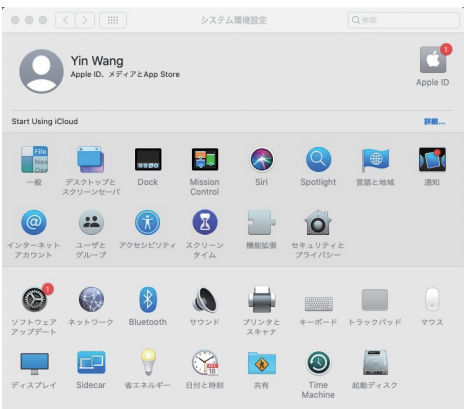 システム環境設定
検索
Yin Wang
Apple ID、メディアとApp Store
1
Apple ID
Start Using iCloud
詳細...
File
New
Ope
一般
デスクトップと
スクリーンセーバ
Dock
Mission
Control
Siri
Spotlight
言語と地域
通知
インターネット
アカウント
ユーザと
グループ
アクセシビリティ
スクリーン
タイム
機能拡張
セキュリティと
プライバシー
1
ソフトウェア
アップデート
ネットワーク
Bluetooth
サウンド
プリンタと
スキャナ
キーボード
トラックパッド
マウス
ディスプレイ
Sidecar
省エネルギー
18
日付と時刻
共有
Time
Machine
起動ディスク